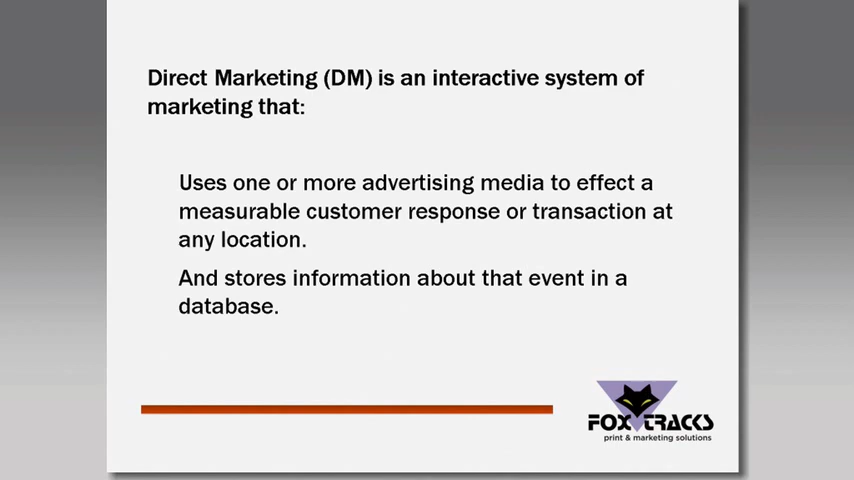 Direct Marketing (DM) is an interactive system of
marketing that:
Uses one or more advertising media to effect a
measurable customer response or transaction at
any location.
And stores information about that event in a
database.
FOX TRACKS
print & marketing solutions